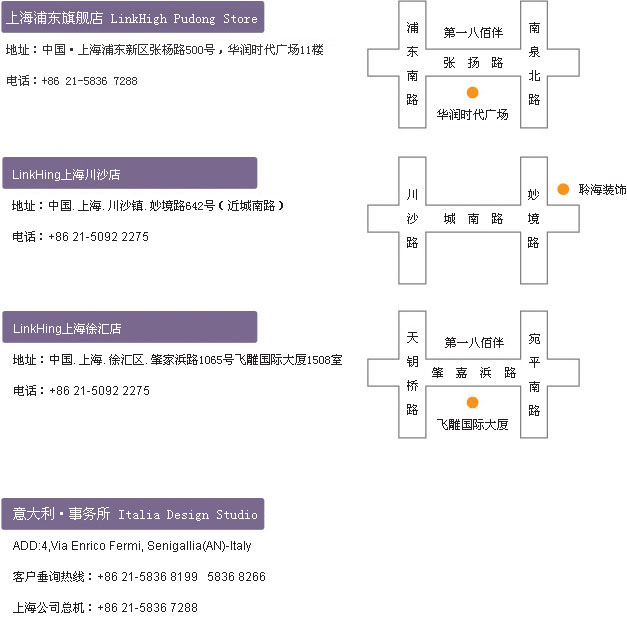 上海浦东旗舰店 LinkHigh Pudong Store
地址：中国·上海浦东新区张杨路500号，华润时代广场11楼
电话：+86 21-5836 7288
浦东南路
第一八佰伴
张扬路
华润时代广场
南泉北路
LinkHing上海川沙店
地址：中国.上海.川沙镇.妙境路642号（近城南路）
电话：+86 21-5092 2275
川沙路
城南路
妙境路
聆海装饰
LinkHing上海徐汇店
地址：中国.上海.徐汇区.肇家浜路1065号飞雕国际大厦1508室
电话：+86 21-5092 2275
天钥桥路
第一八佰伴
肇嘉浜路
飞雕国际大厦
宛平南路
意大利·事务所 Italia Design Studio
ADD:4,Via Enrico Fermi, Senigallia(AN)-Italy
客户垂询热线：+86 21-5836 8199 5836 8266
上海公司总机：+86 21-5836 7288